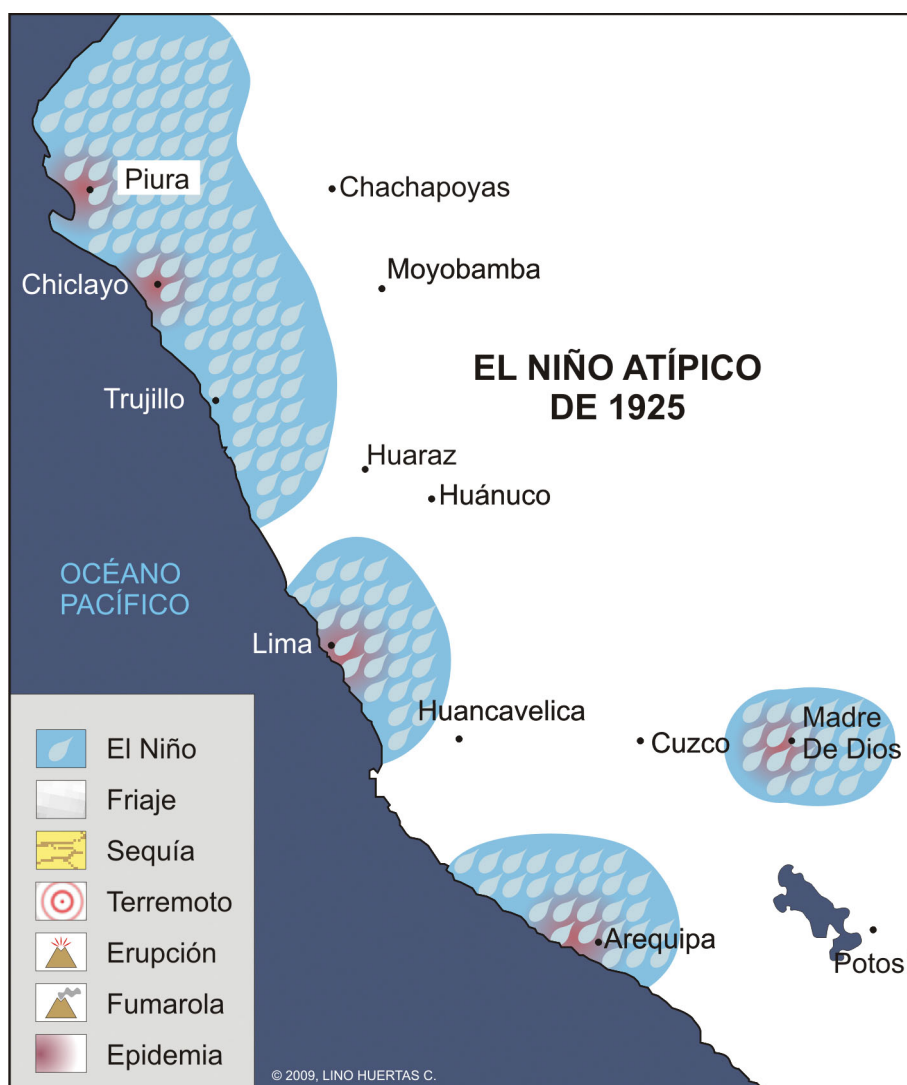 Piura
Chachapoyas
Moyobamba
Chiclayo
EL NIÑO ATÍPICO
DE 1925
Trujillo
Huaraz
Huánuco
OCÉANO
PACÍFICO
Lima
Huancavelica
Cuzco
Madre
De Dios
El Niño
Friaje
Sequía
Terremoto
Arequipa
Erupción
Potos
Fumarola
Epidemia
© 2009, LINO HUERTAS C.